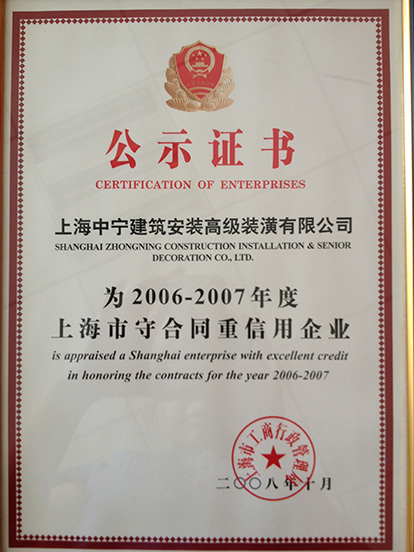 公示证书
CERTIFICATION OF ENTERPRISES
上海中宁建筑安装高级装潢有限公司
SHANGHAI ZHONGNING CONSTRUCTION INSTALLATION & SENIOR
DECORATION CO., LTD.
为2006-2007年度
上海市守合同重信用企业
is appraised a Shanghai enterprise with excellent credit
in honoring the contracts for the year 2006-2007
上海市工商行政管理局
二〇〇八年十月